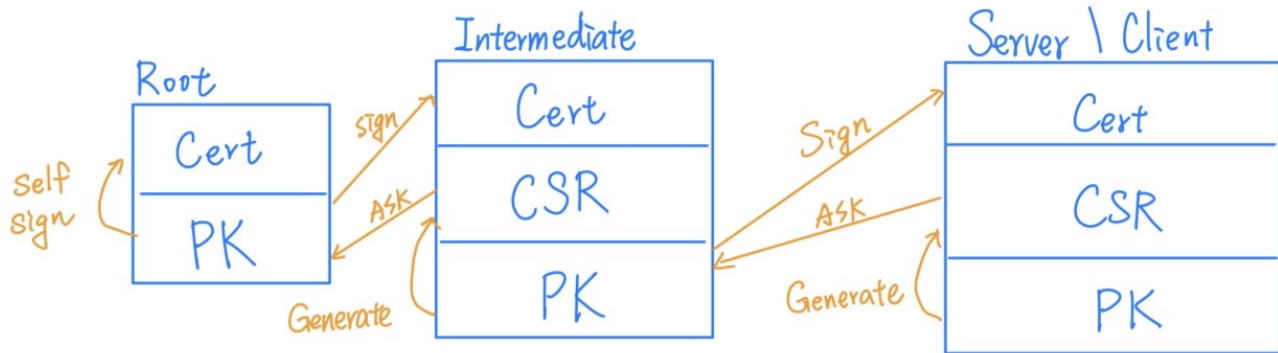 Root
Cert
PK
self
sign
sign
ASK
Intermediate
Cert
CSR
PK
Generate
Sign
ASK
Server \ Client
Cert
CSR
PK
Generate